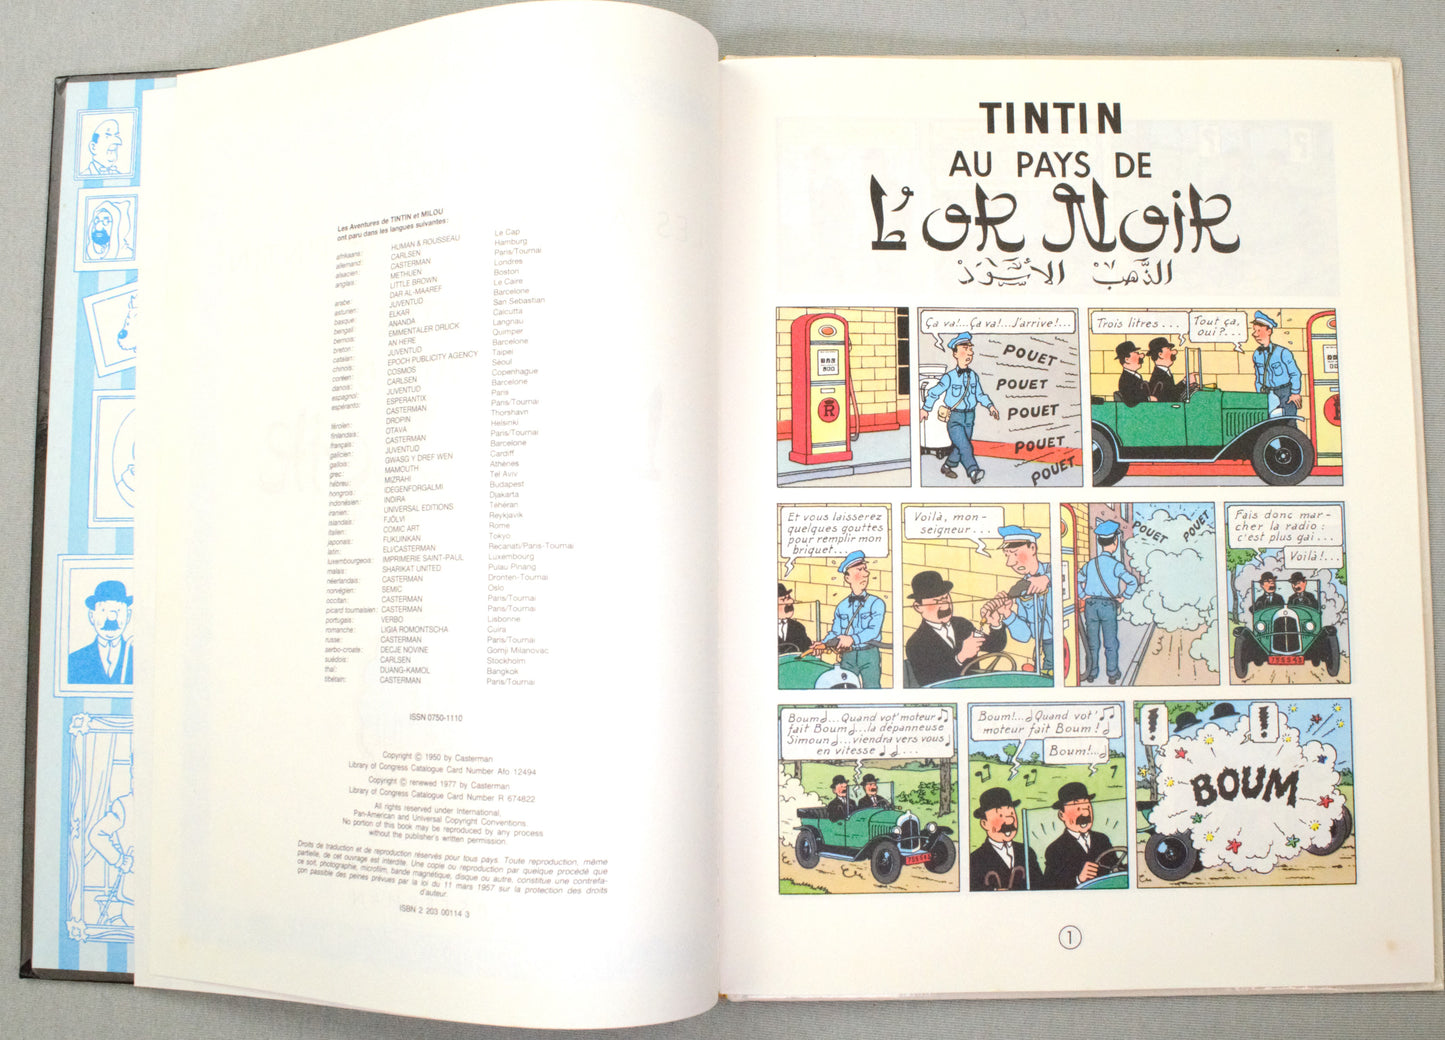 Les Aventures de TINTIN et MILOU
ont paru dans les langues suivantes:
afrikaans: HUMAN & ROUSSEAU Le Cap
allemand: CARLSEN Hamburg
alsacien: CASTERMAN Paris/Tournai
anglais: METHUEN Londres
LITTLE BROWN Boston
arabe: DAR AL-MAAREF Le Caire
asturien: JUVENTUD Barcelone
basque: ELKAR San Sebastian
bengali: ANANDA Calcutta
bernois: EMMENTALER DRUCK Langnau
breton: AN HERE Quimper
catalan: JUVENTUD Barcelone
chinois: EPOCH PUBLICITY AGENCY Taipei
coréen: COSMOS Seoul
danois: CARLSEN Copenhague
espagnol: JUVENTUD Barcelone
espéranto: ESPERANTIX Paris
CASTERMAN Paris/Tournai
féroïen: DROPIN Thorshavn
finlandais: OTAVA Helsinki
français: CASTERMAN Paris/Tournai
galicien: JUVENTUD Barcelone
gallois: GWASG Y DREF WEN Cardiff
grec: MAMOUTH Athènes
hébreu: MIZRAHI Tel Aviv
hongrois: IDEGENFORGALMI Budapest
indonésien: INDIRA Djakarta
iranien: UNIVERSAL EDITIONS Téhéran
islandais: FJÖLVI Reykjavik
italien: COMIC ART Rome
japonais: FUKUINKAN Tokyo
latin: ELI/CASTERMAN Recanati/Paris-Tournai
luxembourgeois: IMPRIMERIE SAINT-PAUL Luxembourg
malais: SHARIKAT UNITED Pulau Pinang
néerlandais: CASTERMAN Dronten-Tournai
norvégien: SEMIC Oslo
occitan: CASTERMAN Paris/Tournai
picard tournaisien: CASTERMAN Paris/Tournai
portugais: VERBO Lisbonne
romanche: LIGIA ROMONTSCHA Cuira
russe: CASTERMAN Paris/Tournai
serbo-croate: DECJE NOVINE Gornji Milanovac
suédois: CARLSEN Stockholm
thaï: DUANG-KAMOL Bangkok
tibétain: CASTERMAN Paris/Tournai
ISSN 0750-1110
Copyright © 1950 by Casterman
Library of Congress Catalogue Card Number Afo 12494
Copyright © renewed 1977 by Casterman
Library of Congress Catalogue Card Number R 674822
All rights reserved under International,
Pan-American and Universal Copyright Conventions.
No portion of this book may be reproduced by any process
without the publisher's written permission.
Droits de traduction et de reproduction réservés pour tous pays. Toute reproduction, même
partielle, de cet ouvrage est interdite. Une copie ou reproduction par quelque procédé que
ce soit, photographie, microfilm, bande magnétique, disque ou autre, constitue une contrefa-
çon passible des peines prévues par la loi du 11 mars 1957 sur la protection des droits
d'auteur.
ISBN 2 203 00114 3
TINTIN
AU PAYS DE
L'OR NOIR
الذَّهب الأسود
R
Ça va!...Ça va!...J'arrive!...
POUET
POUET
POUET
POUET
POUET
Trois litres...
Tout ça,
oui?...
Et vous laisserez
quelques gouttes
pour remplir mon
briquet...
Voilà, mon-
seigneur...
POUET
POUET
Fais donc mar-
cher la radio:
c'est plus gai...
Voilà!...
Boum♪...Quand vot' moteur♫
fait Boum♪...la dépanneuse
Simoun♪...viendra vers vous♪
en vitesse♪♪...
Boum!...♪Quand vot'♫
moteur fait Boum!♫
Boum!...♪
!
!
BOUM
1